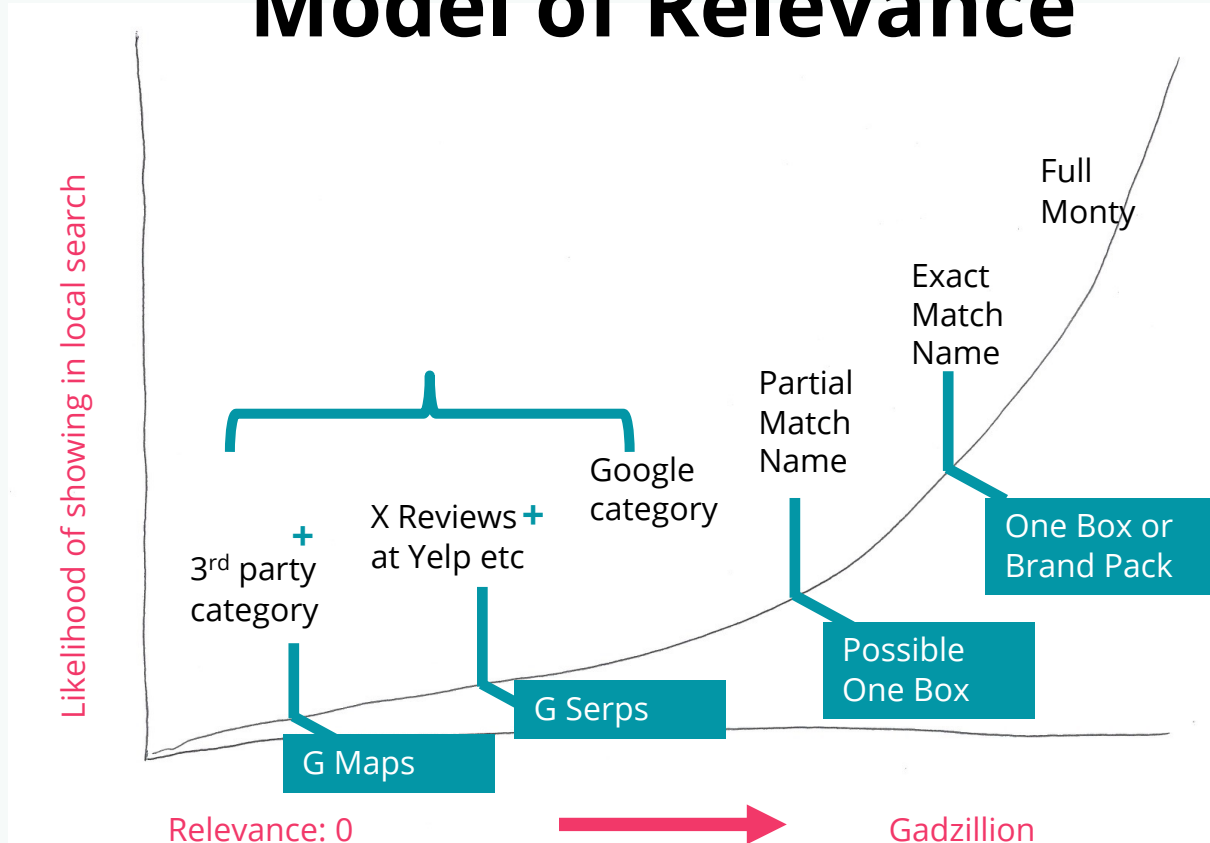 Model of Relevance
Likelihood of showing in local search
Full
Monty
Exact
Match
Name
Partial
Match
Name
Google
category
X Reviews +
at Yelp etc
+
3rd party
category
One Box or
Brand Pack
Possible
One Box
G Serps
G Maps
Relevance: 0
Gadzillion